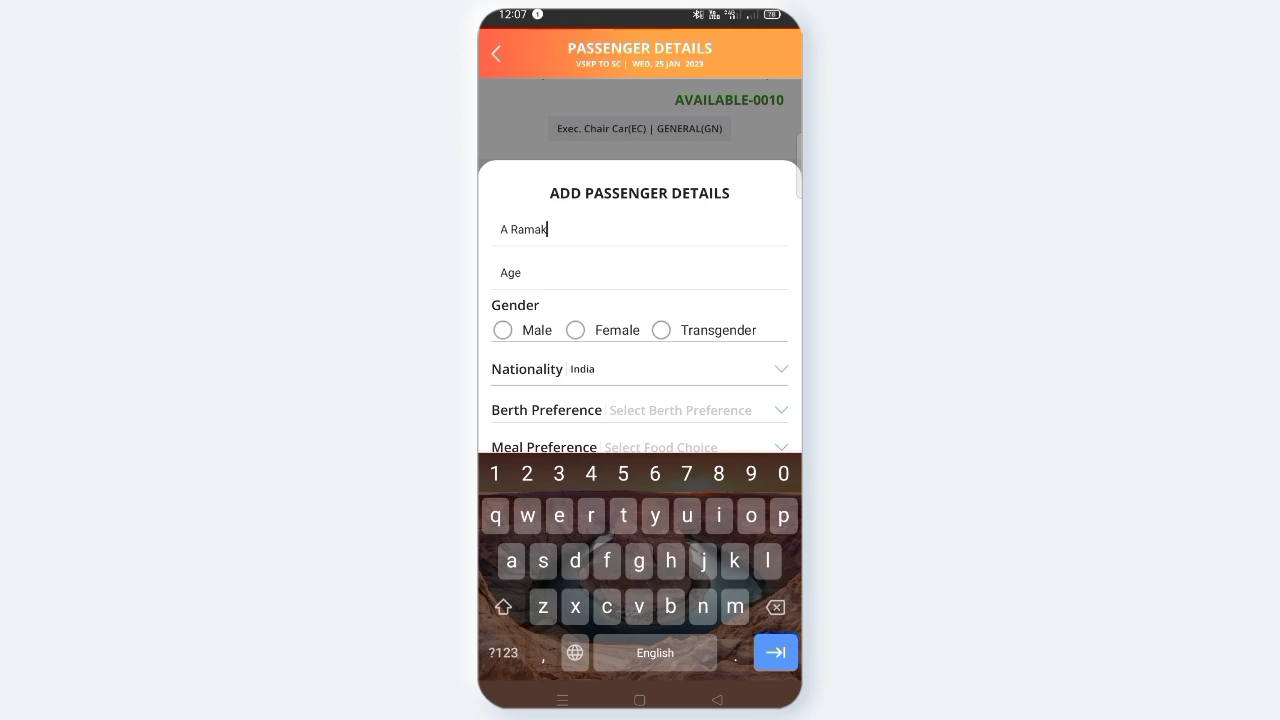 12:07
78
PASSENGER DETAILS
VSKP TO SC | WED, 25 JAN 2023
AVAILABLE-0010
Exec. Chair Car(EC) | GENERAL(GN)
ADD PASSENGER DETAILS
A Ramak
Age
Gender
Male Female Transgender
Nationality India
Berth Preference Select Berth Preference
Meal Preference Select Food Choice
1 2 3 4 5 6 7 8 9 0
q w e r t y u i o p
a s d f g h j k l
z x c v b n m
?123 , English .